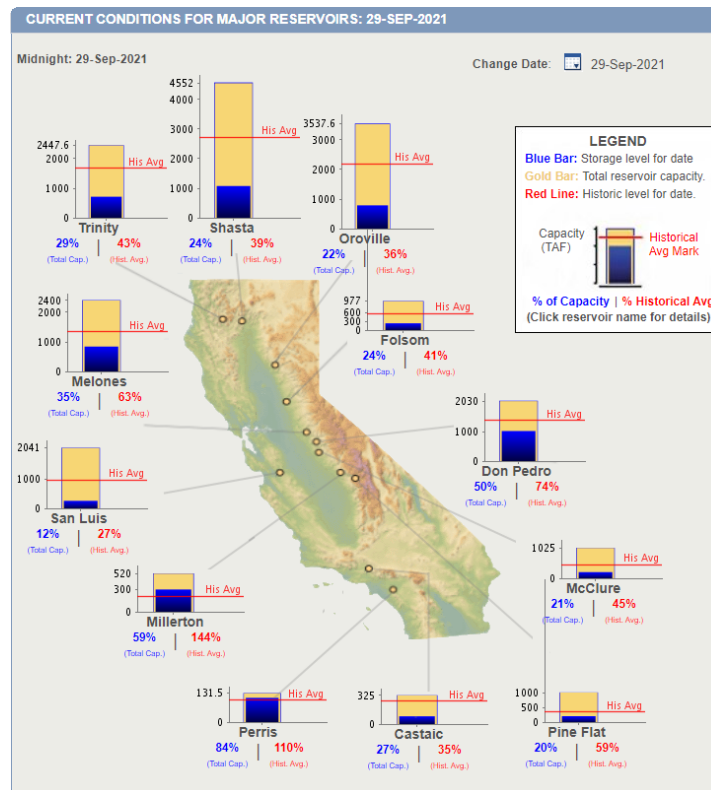 CURRENT CONDITIONS FOR MAJOR RESERVOIRS: 29-SEP-2021
Midnight: 29-Sep-2021
Change Date: 29-Sep-2021
4552
4000
3000
2000
1000
0
His Avg
Shasta
24% | 39%
(Total Cap.) (Hist. Avg.)
2447.6
2000
1000
0
His Avg
Trinity
29% | 43%
(Total Cap.) (Hist. Avg.)
3537.6
3000
2000
1000
0
His Avg
Oroville
22% | 36%
(Total Cap.) (Hist. Avg.)
LEGEND
Blue Bar: Storage level for date
Gold Bar: Total reservoir capacity.
Red Line: Historic level for date.
Capacity
(TAF)
Historical
Avg Mark
% of Capacity | % Historical Avg
(Click reservoir name for details)
2400
2000
1000
0
His Avg
Melones
35% | 63%
(Total Cap.) (Hist. Avg.)
977
600
300
0
His Avg
Folsom
24% | 41%
(Total Cap.) (Hist. Avg.)
2030
1000
0
His Avg
Don Pedro
50% | 74%
(Total Cap.) (Hist. Avg.)
2041
1000
0
His Avg
San Luis
12% | 27%
(Total Cap.) (Hist. Avg.)
1025
0
His Avg
McClure
21% | 45%
(Total Cap.) (Hist. Avg.)
520
300
0
His Avg
Millerton
59% | 144%
(Total Cap.) (Hist. Avg.)
131.5
0
His Avg
Perris
84% | 110%
(Total Cap.) (Hist. Avg.)
325
0
His Avg
Castaic
27% | 35%
(Total Cap.) (Hist. Avg.)
1000
500
0
His Avg
Pine Flat
20% | 59%
(Total Cap.) (Hist. Avg.)